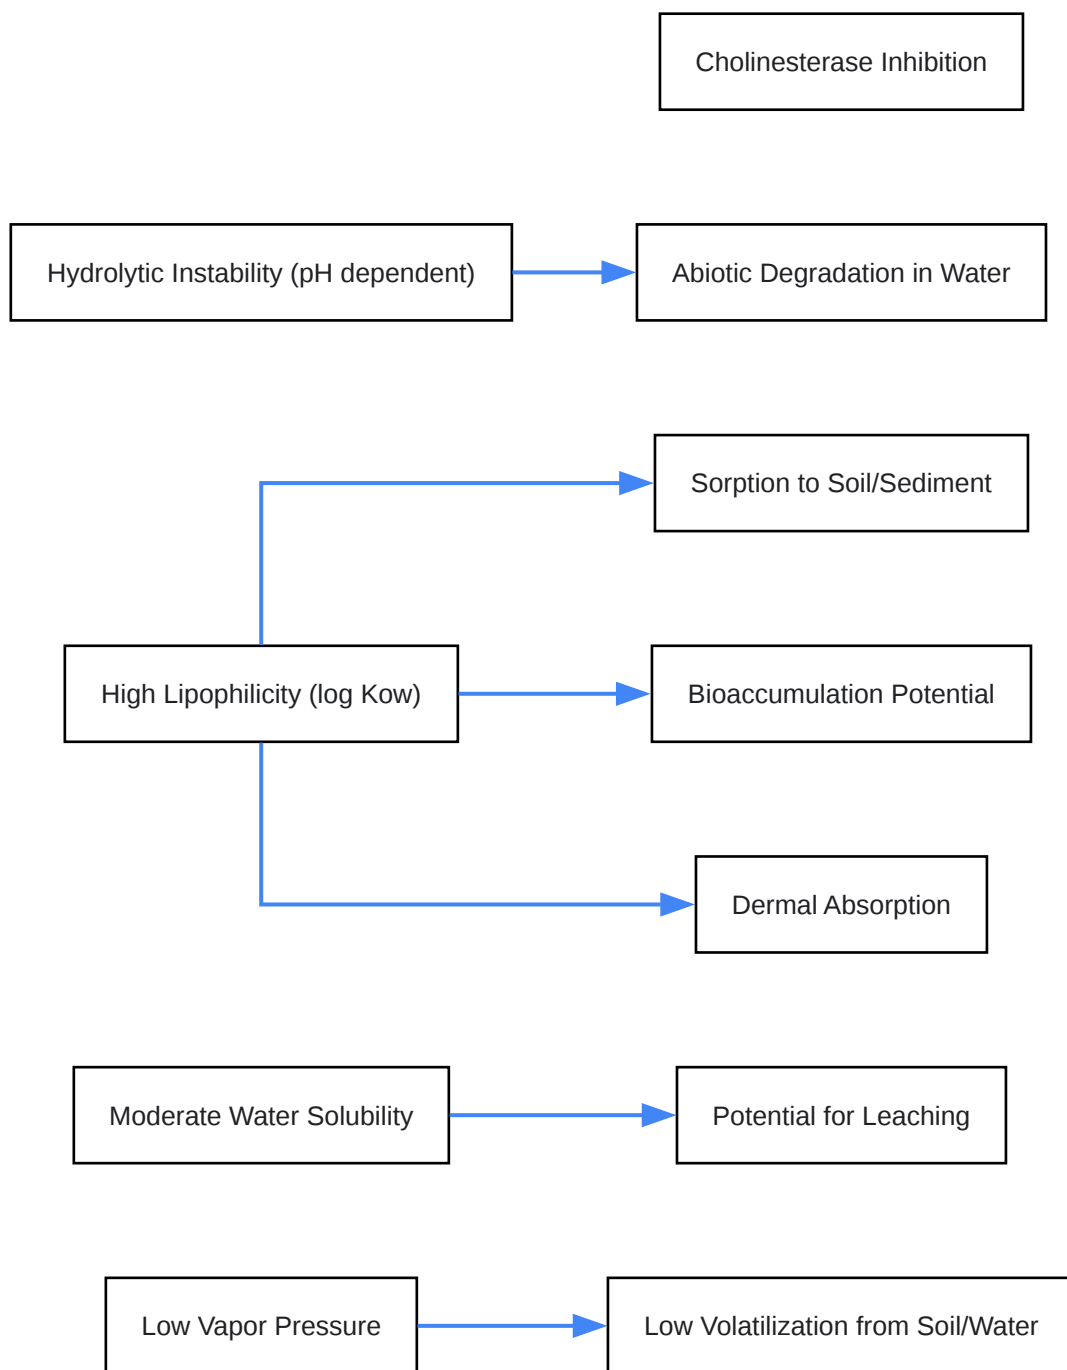 Cholinesterase Inhibition
Hydrolytic Instability (pH dependent)
Abiotic Degradation in Water
Sorption to Soil/Sediment
High Lipophilicity (log Kow)
Bioaccumulation Potential
Dermal Absorption
Moderate Water Solubility
Potential for Leaching
Low Vapor Pressure
Low Volatilization from Soil/Water